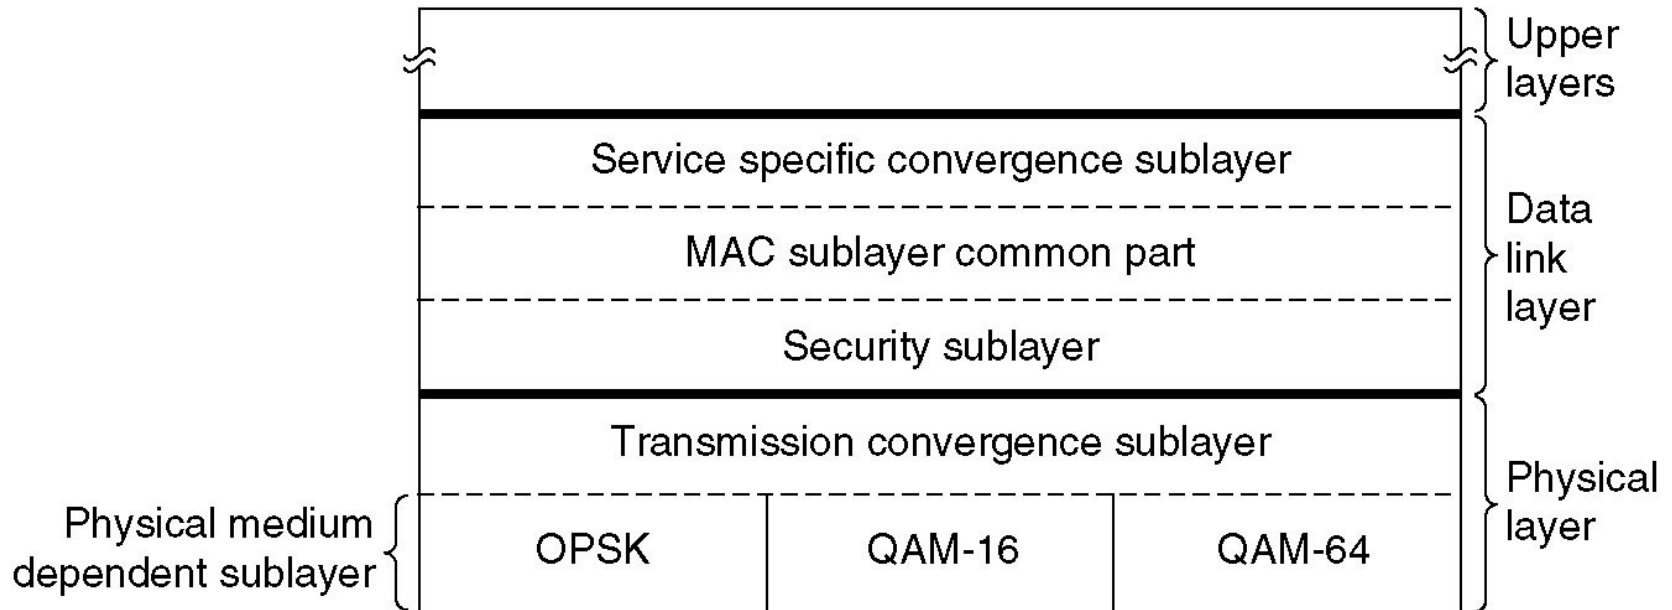 Upper
layers
Service specific convergence sublayer
MAC sublayer common part
Security sublayer
Data
link
layer
Transmission convergence sublayer
Physical medium
dependent sublayer
OPSK
QAM-16
QAM-64
Physical
layer